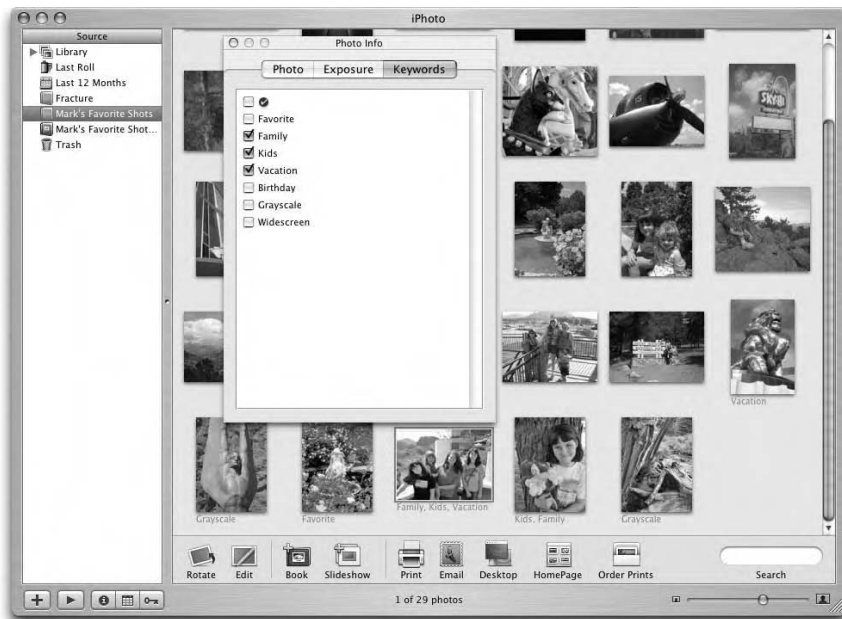 iPhoto
Source
Library
Last Roll
Last 12 Months
Fracture
Mark's Favorite Shots
Mark's Favorite Shot...
Trash
Photo Info
Photo Exposure Keywords
Favorite
Family
Kids
Vacation
Birthday
Grayscale
Widescreen
SKY-HI
Vacation
Grayscale Favorite Family, Kids, Vacation Kids, Family Grayscale
Rotate Edit Book Slideshow Print Email Desktop HomePage Order Prints Search
1 of 29 photos